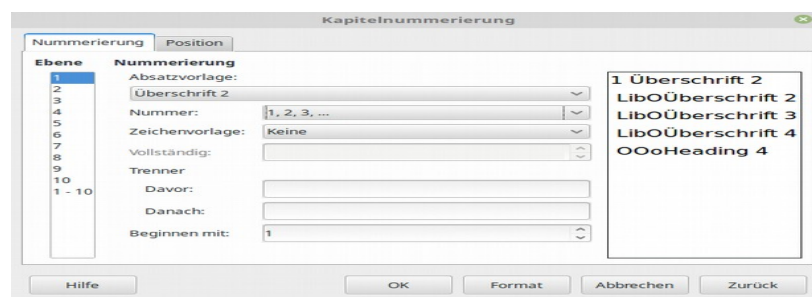 Kapitelnummerierung
Nummerierung Position
Ebene
1
2
3
4
5
6
7
8
9
10
1 - 10
Nummerierung
Absatzvorlage:
Überschrift 2
Nummer: 1, 2, 3, ...
Zeichenvorlage: Keine
Vollständig:
Trenner
Davor:
Danach:
Beginnen mit: 1
1 Überschrift 2
LibOÜberschrift 2
LibOÜberschrift 3
LibOÜberschrift 4
OOoHeading 4
Hilfe OK Format Abbrechen Zurück